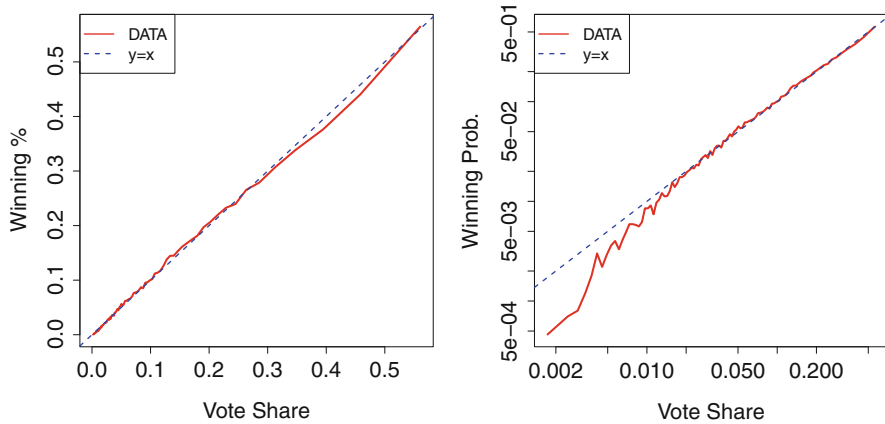 DATA
y=x
Winning %
0.0 0.1 0.2 0.3 0.4 0.5
0.0 0.1 0.2 0.3 0.4 0.5
Vote Share
DATA
y=x
Winning Prob.
5e−04 5e−03 5e−02 5e−01
0.002 0.010 0.050 0.200
Vote Share